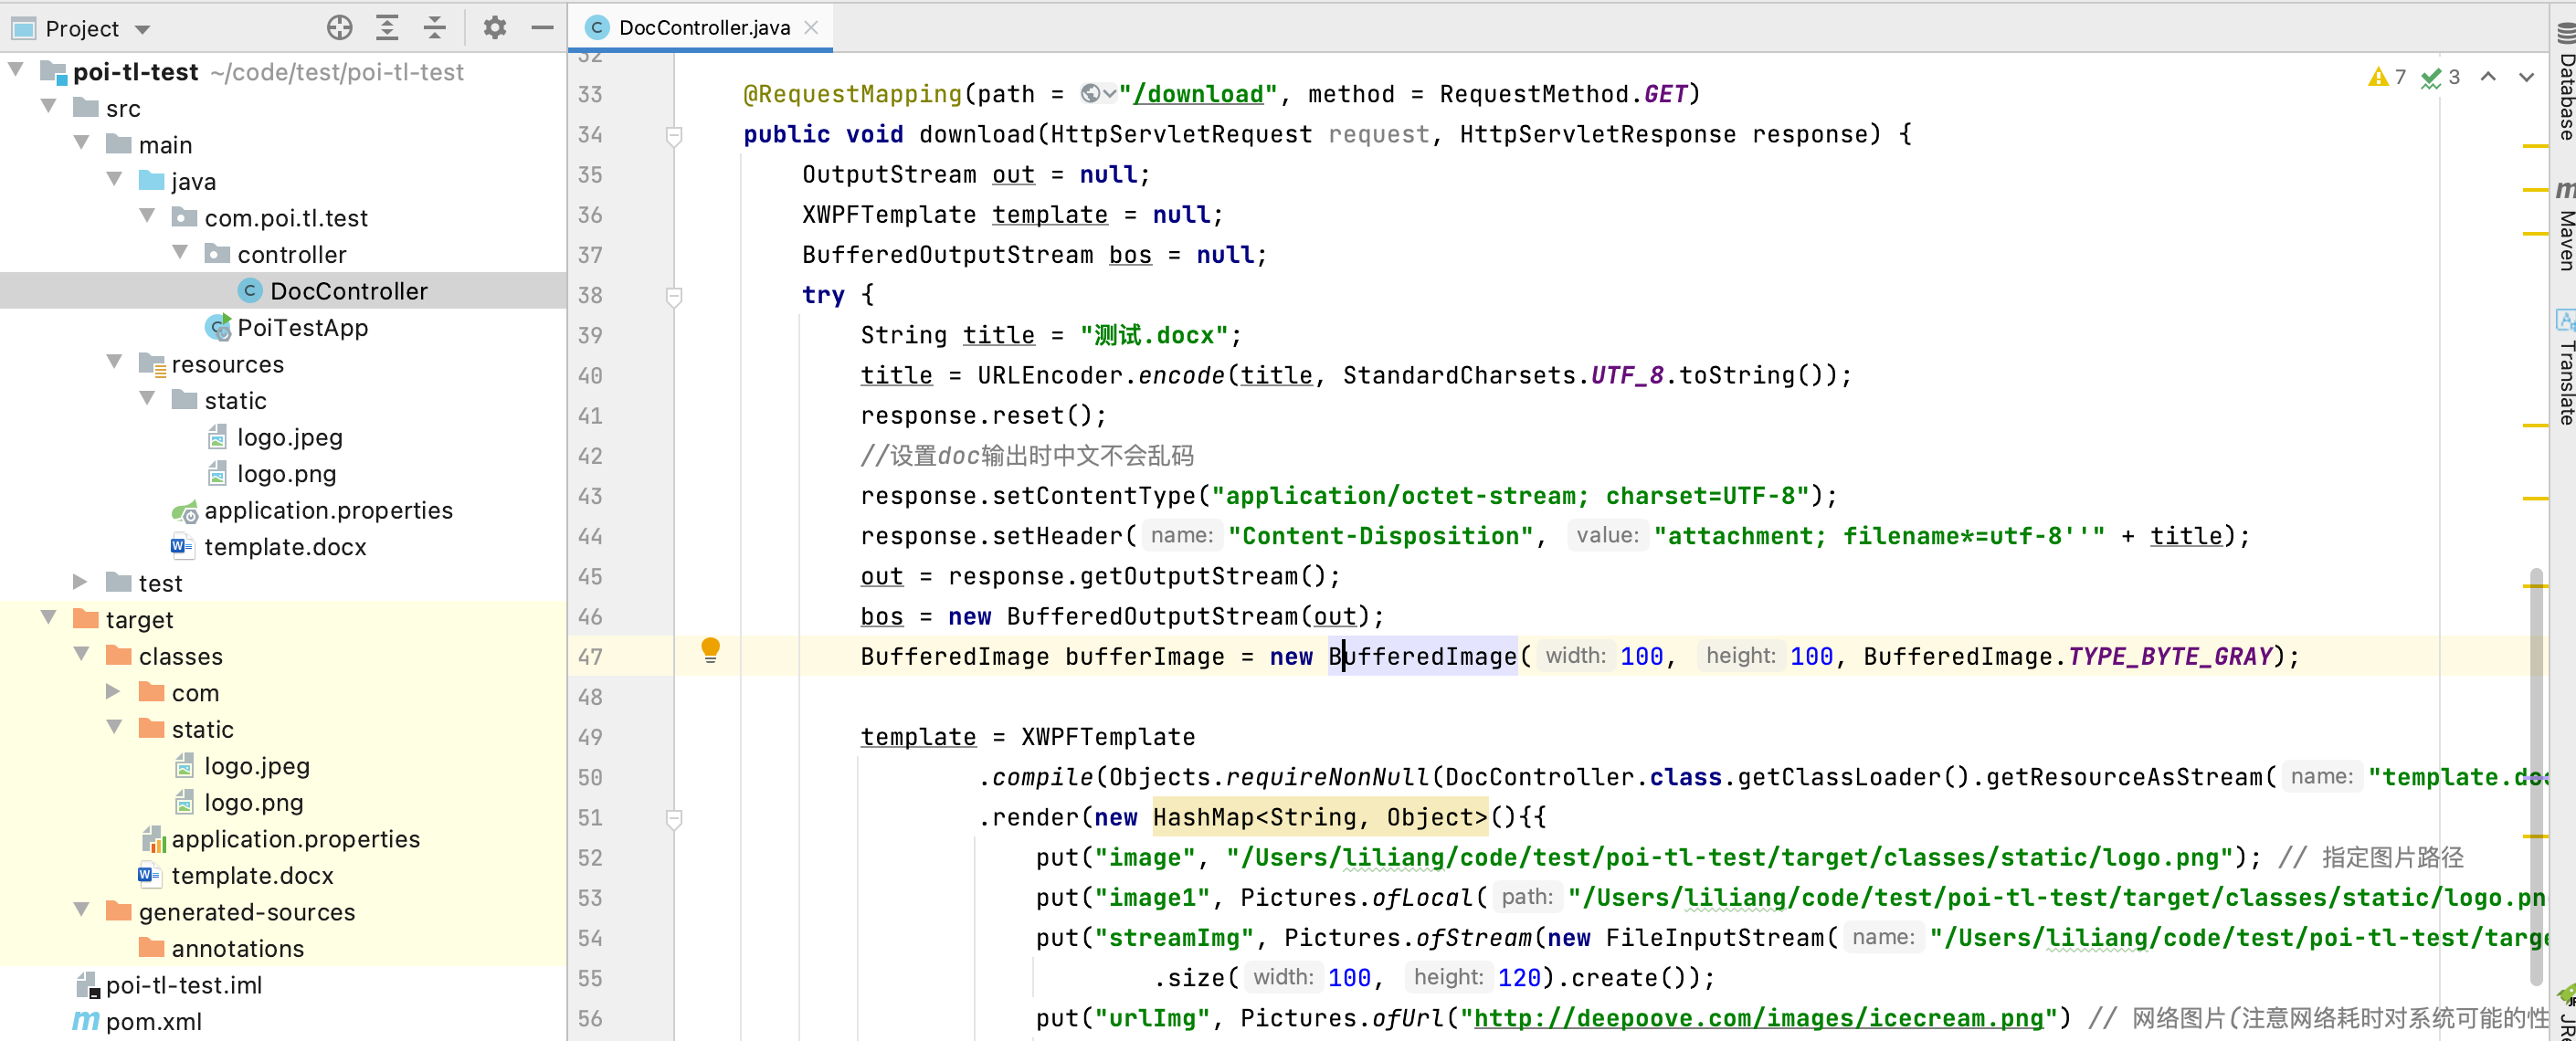 Project
poi-tl-test ~/code/test/poi-tl-test
src
main
java
com.poi.tl.test
controller
DocController
PoiTestApp
resources
static
logo.jpeg
logo.png
application.properties
template.docx
test
target
classes
com
static
logo.jpeg
logo.png
application.properties
template.docx
generated-sources
annotations
poi-tl-test.iml
pom.xml
DocController.java
7 3
32
33 @RequestMapping(path = "/download", method = RequestMethod.GET)
34 public void download(HttpServletRequest request, HttpServletResponse response) {
35 OutputStream out = null;
36 XWPFTemplate template = null;
37 BufferedOutputStream bos = null;
38 try {
39 String title = "测试.docx";
40 title = URLEncoder.encode(title, StandardCharsets.UTF_8.toString());
41 response.reset();
42 //设置doc输出时中文不会乱码
43 response.setContentType("application/octet-stream; charset=UTF-8");
44 response.setHeader( name: "Content-Disposition", value: "attachment; filename*=utf-8''" + title);
45 out = response.getOutputStream();
46 bos = new BufferedOutputStream(out);
47 BufferedImage bufferImage = new BufferedImage( width: 100, height: 100, BufferedImage.TYPE_BYTE_GRAY);
48
49 template = XWPFTemplate
50 .compile(Objects.requireNonNull(DocController.class.getClassLoader().getResourceAsStream( name: "template.doc
51 .render(new HashMap<String, Object>(){{
52 put("image", "/Users/liliang/code/test/poi-tl-test/target/classes/static/logo.png"); // 指定图片路径
53 put("image1", Pictures.ofLocal( path: "/Users/liliang/code/test/poi-tl-test/target/classes/static/logo.pn
54 put("streamImg", Pictures.ofStream(new FileInputStream( name: "/Users/liliang/code/test/poi-tl-test/targe
55 .size( width: 100, height: 120).create());
56 put("urlImg", Pictures.ofUrl("http://deepoove.com/images/icecream.png") // 网络图片(注意网络耗时对系统可能的性
Database
Maven
Translate